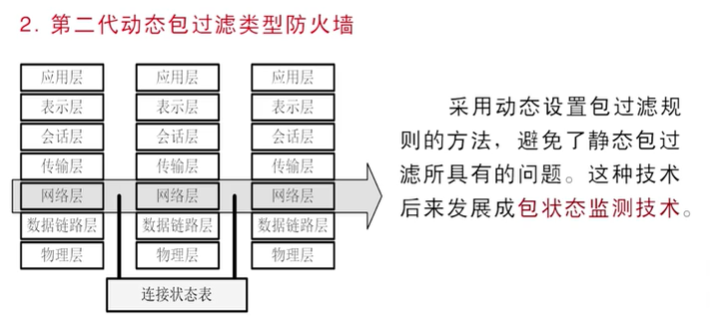 2. 第二代动态包过滤类型防火墙
应用层 应用层 应用层
表示层 表示层 表示层
会话层 会话层 会话层
传输层 传输层 传输层
网络层 网络层 网络层
数据链路层 数据链路层 数据链路层
物理层 物理层 物理层
连接状态表
采用动态设置包过滤规
则的方法，避免了静态包过
滤所具有的问题。这种技术
后来发展成包状态监测技术。